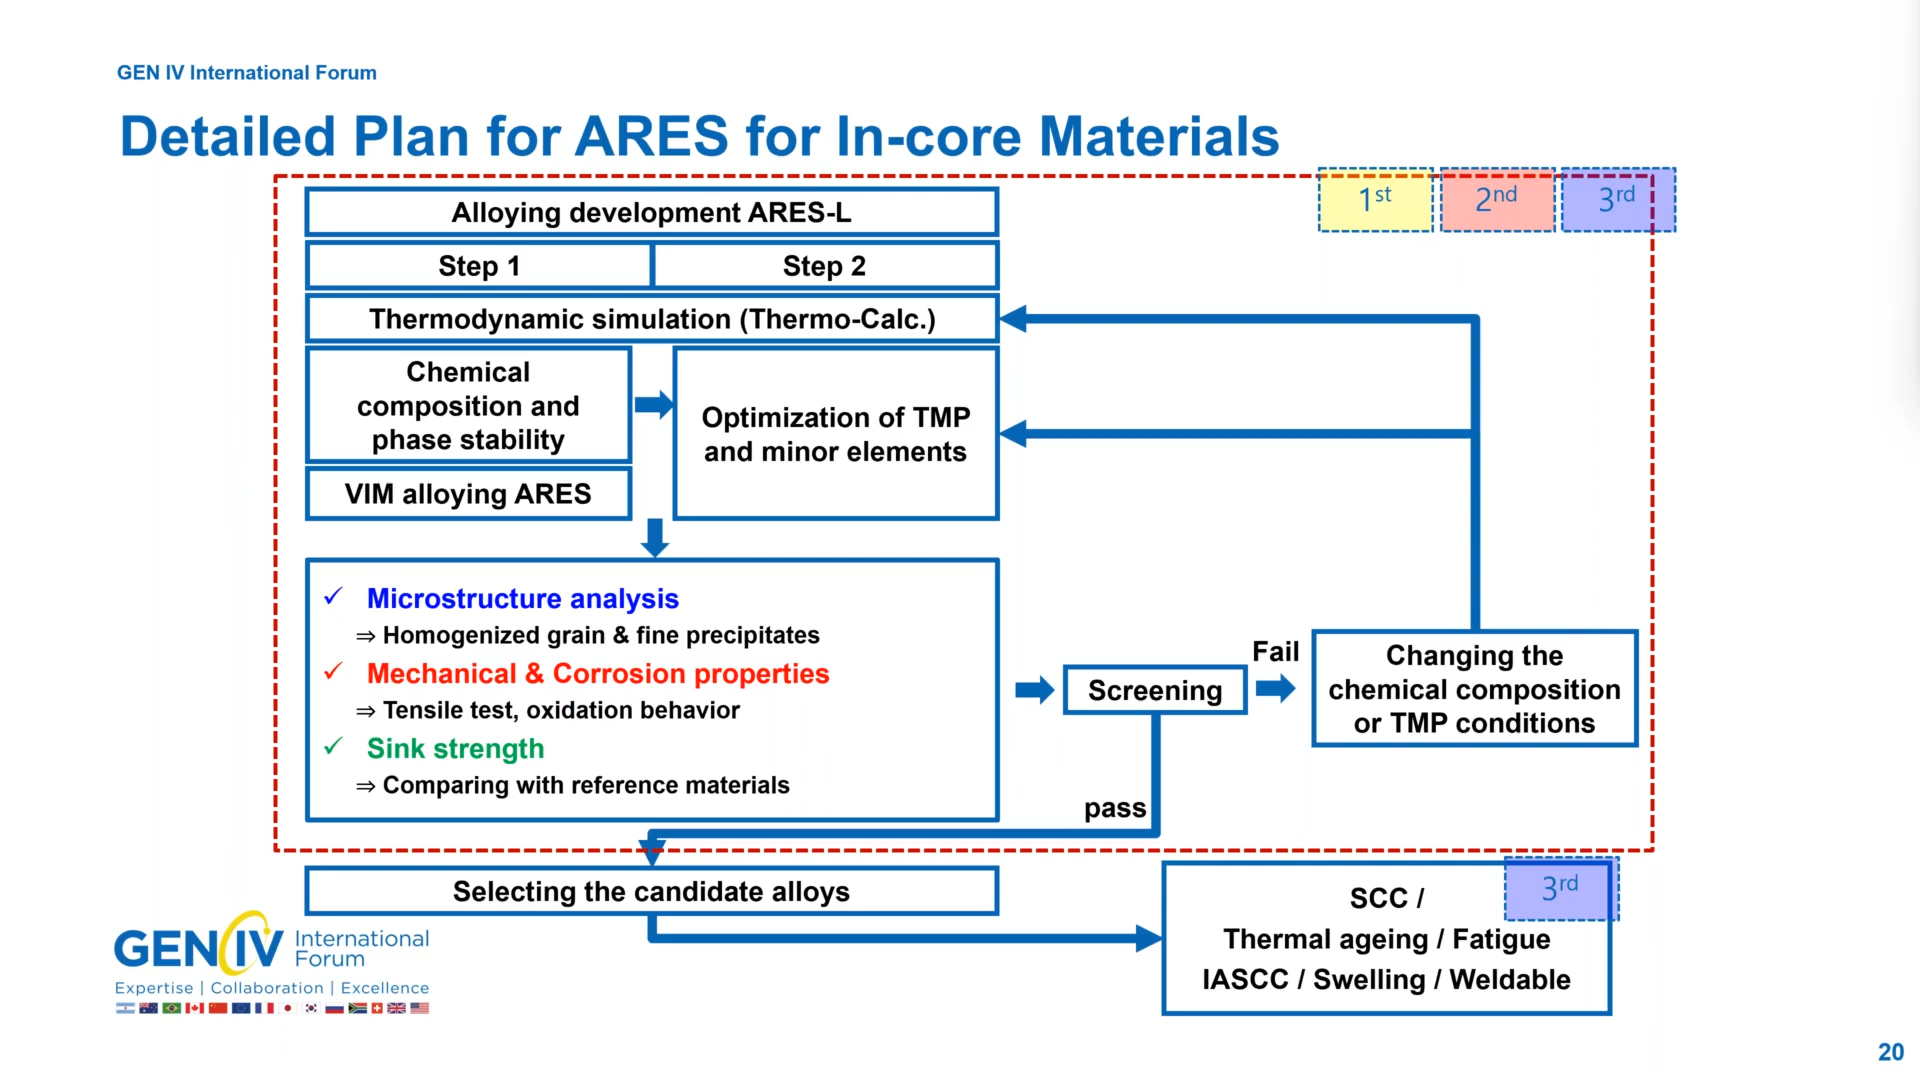 GEN IV International Forum
Detailed Plan for ARES for In-core Materials
1st
2nd
3rd
Alloying development ARES-L
Step 1
Step 2
Thermodynamic simulation (Thermo-Calc.)
Chemical
composition and
phase stability
Optimization of TMP
and minor elements
VIM alloying ARES
✓ Microstructure analysis
⇒ Homogenized grain & fine precipitates
✓ Mechanical & Corrosion properties
⇒ Tensile test, oxidation behavior
✓ Sink strength
⇒ Comparing with reference materials
Screening
Fail
Changing the
chemical composition
or TMP conditions
pass
Selecting the candidate alloys
3rd
SCC /
Thermal ageing / Fatigue
IASCC / Swelling / Weldable
GEN IV International
Forum
Expertise | Collaboration | Excellence
20